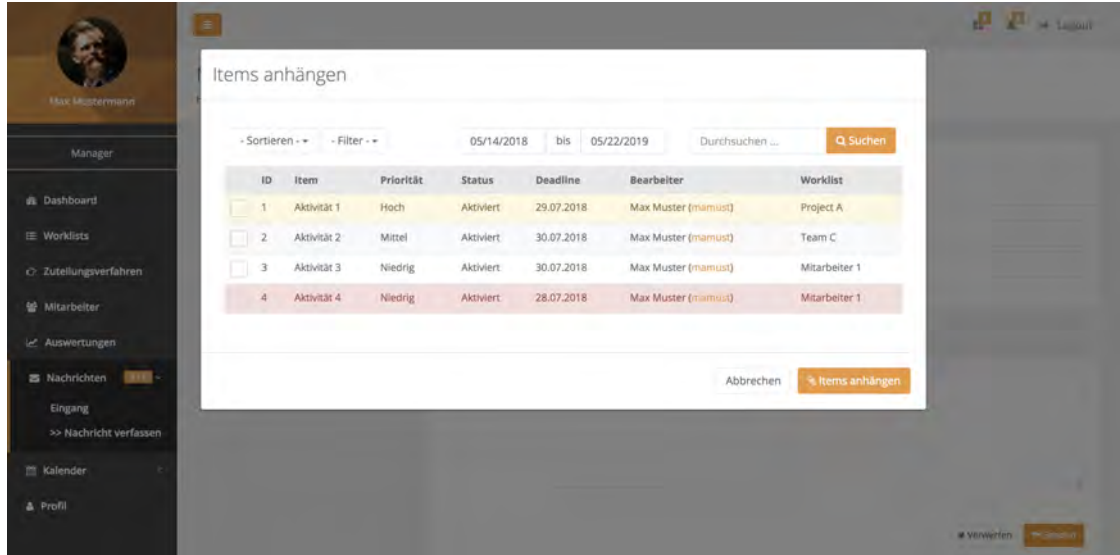 Logout
Max Mustermann
Items anhängen
- Sortieren - - Filter - 05/14/2018 bis 05/22/2019 Durchsuchen ... Suchen
Manager
ID Item Priorität Status Deadline Bearbeiter Worklist
1 Aktivität 1 Hoch Aktiviert 29.07.2018 Max Muster (mamust) Project A
2 Aktivität 2 Mittel Aktiviert 30.07.2018 Max Muster (mamust) Team C
3 Aktivität 3 Niedrig Aktiviert 30.07.2018 Max Muster (mamust) Mitarbeiter 1
4 Aktivität 4 Niedrig Aktiviert 28.07.2018 Max Muster (mamust) Mitarbeiter 1
Abbrechen Items anhängen
Dashboard
Worklists
Zuteilungsverfahren
Mitarbeiter
Auswertungen
Nachrichten
Eingang
>> Nachricht verfassen
Kalender
Profil
Verwerfen